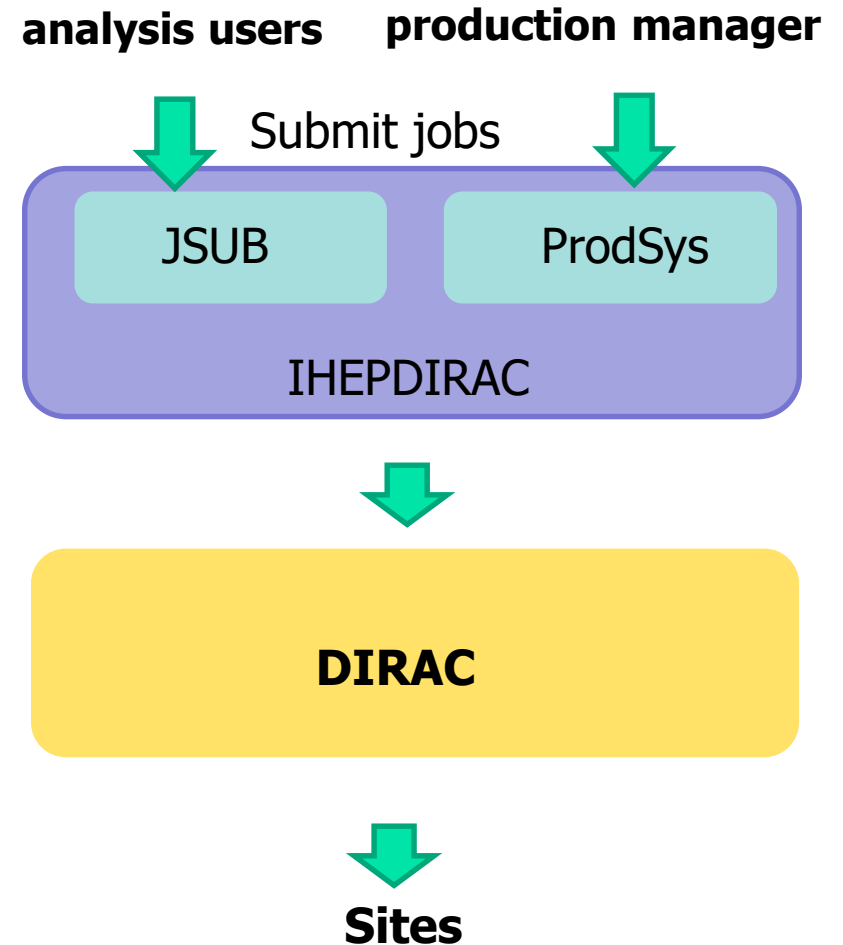 analysis users
production manager
Submit jobs
JSUB
ProdSys
IHEPDIRAC
DIRAC
Sites